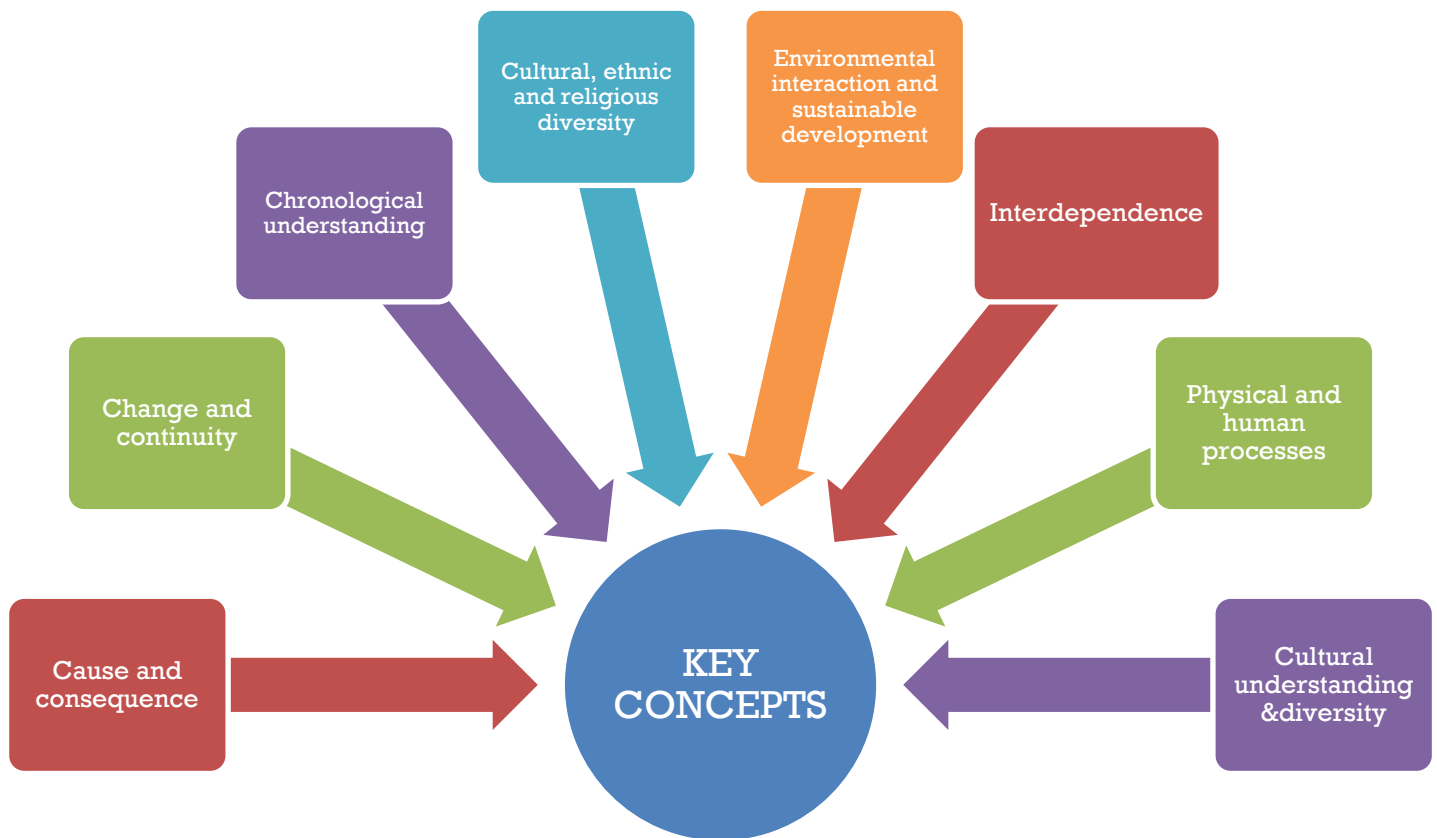 Cultural, ethnic
and religious
diversity
Environmental
interaction and
sustainable
development
Chronological
understanding
Interdependence
Change and
continuity
Physical and
human
processes
Cause and
consequence
KEY
CONCEPTS
Cultural
understanding
&diversity